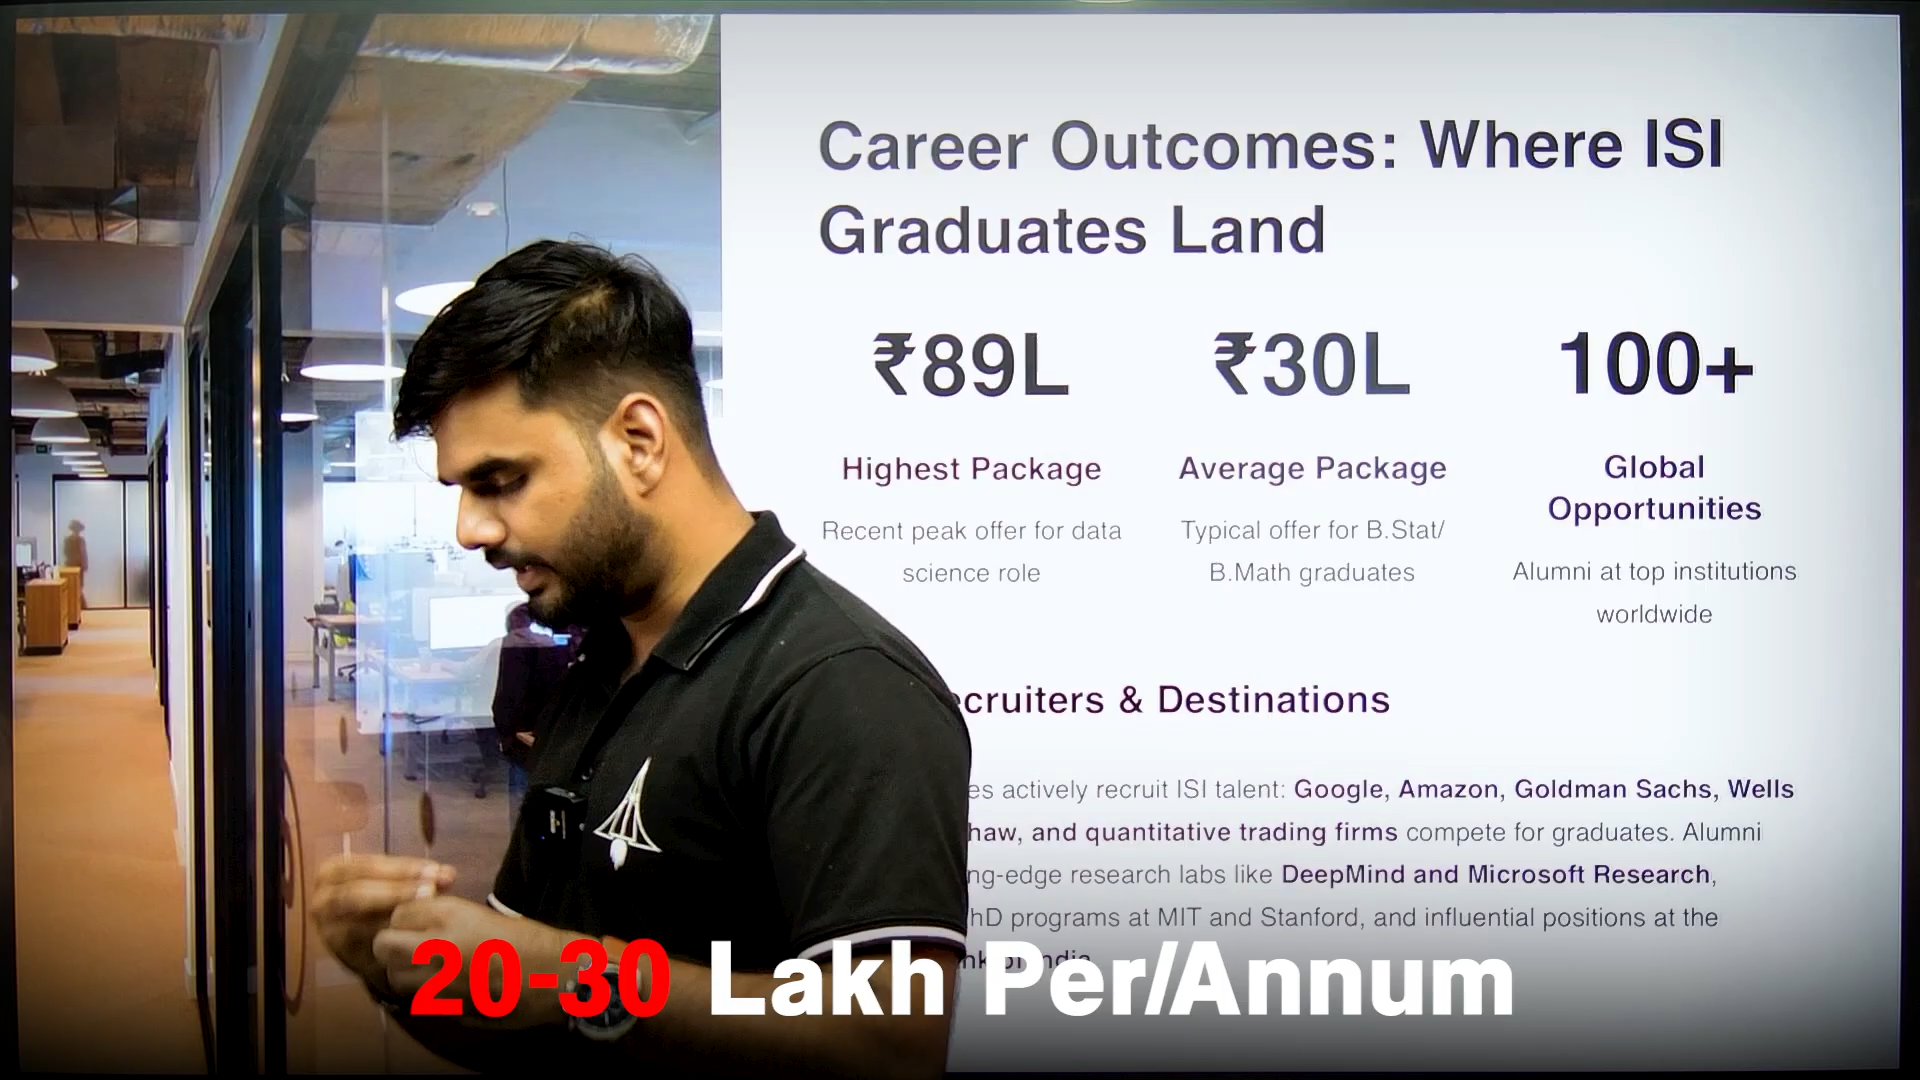 Career Outcomes: Where ISI
Graduates Land
₹89L
Highest Package
Recent peak offer for data
science role
₹30L
Average Package
Typical offer for B.Stat/
B.Math graduates
100+
Global
Opportunities
Alumni at top institutions
worldwide
ecruiters & Destinations
es actively recruit ISI talent: Google, Amazon, Goldman Sachs, Wells
haw, and quantitative trading firms compete for graduates. Alumni
ng-edge research labs like DeepMind and Microsoft Research,
hD programs at MIT and Stanford, and influential positions at the
20-30 Lakh Per/Annum